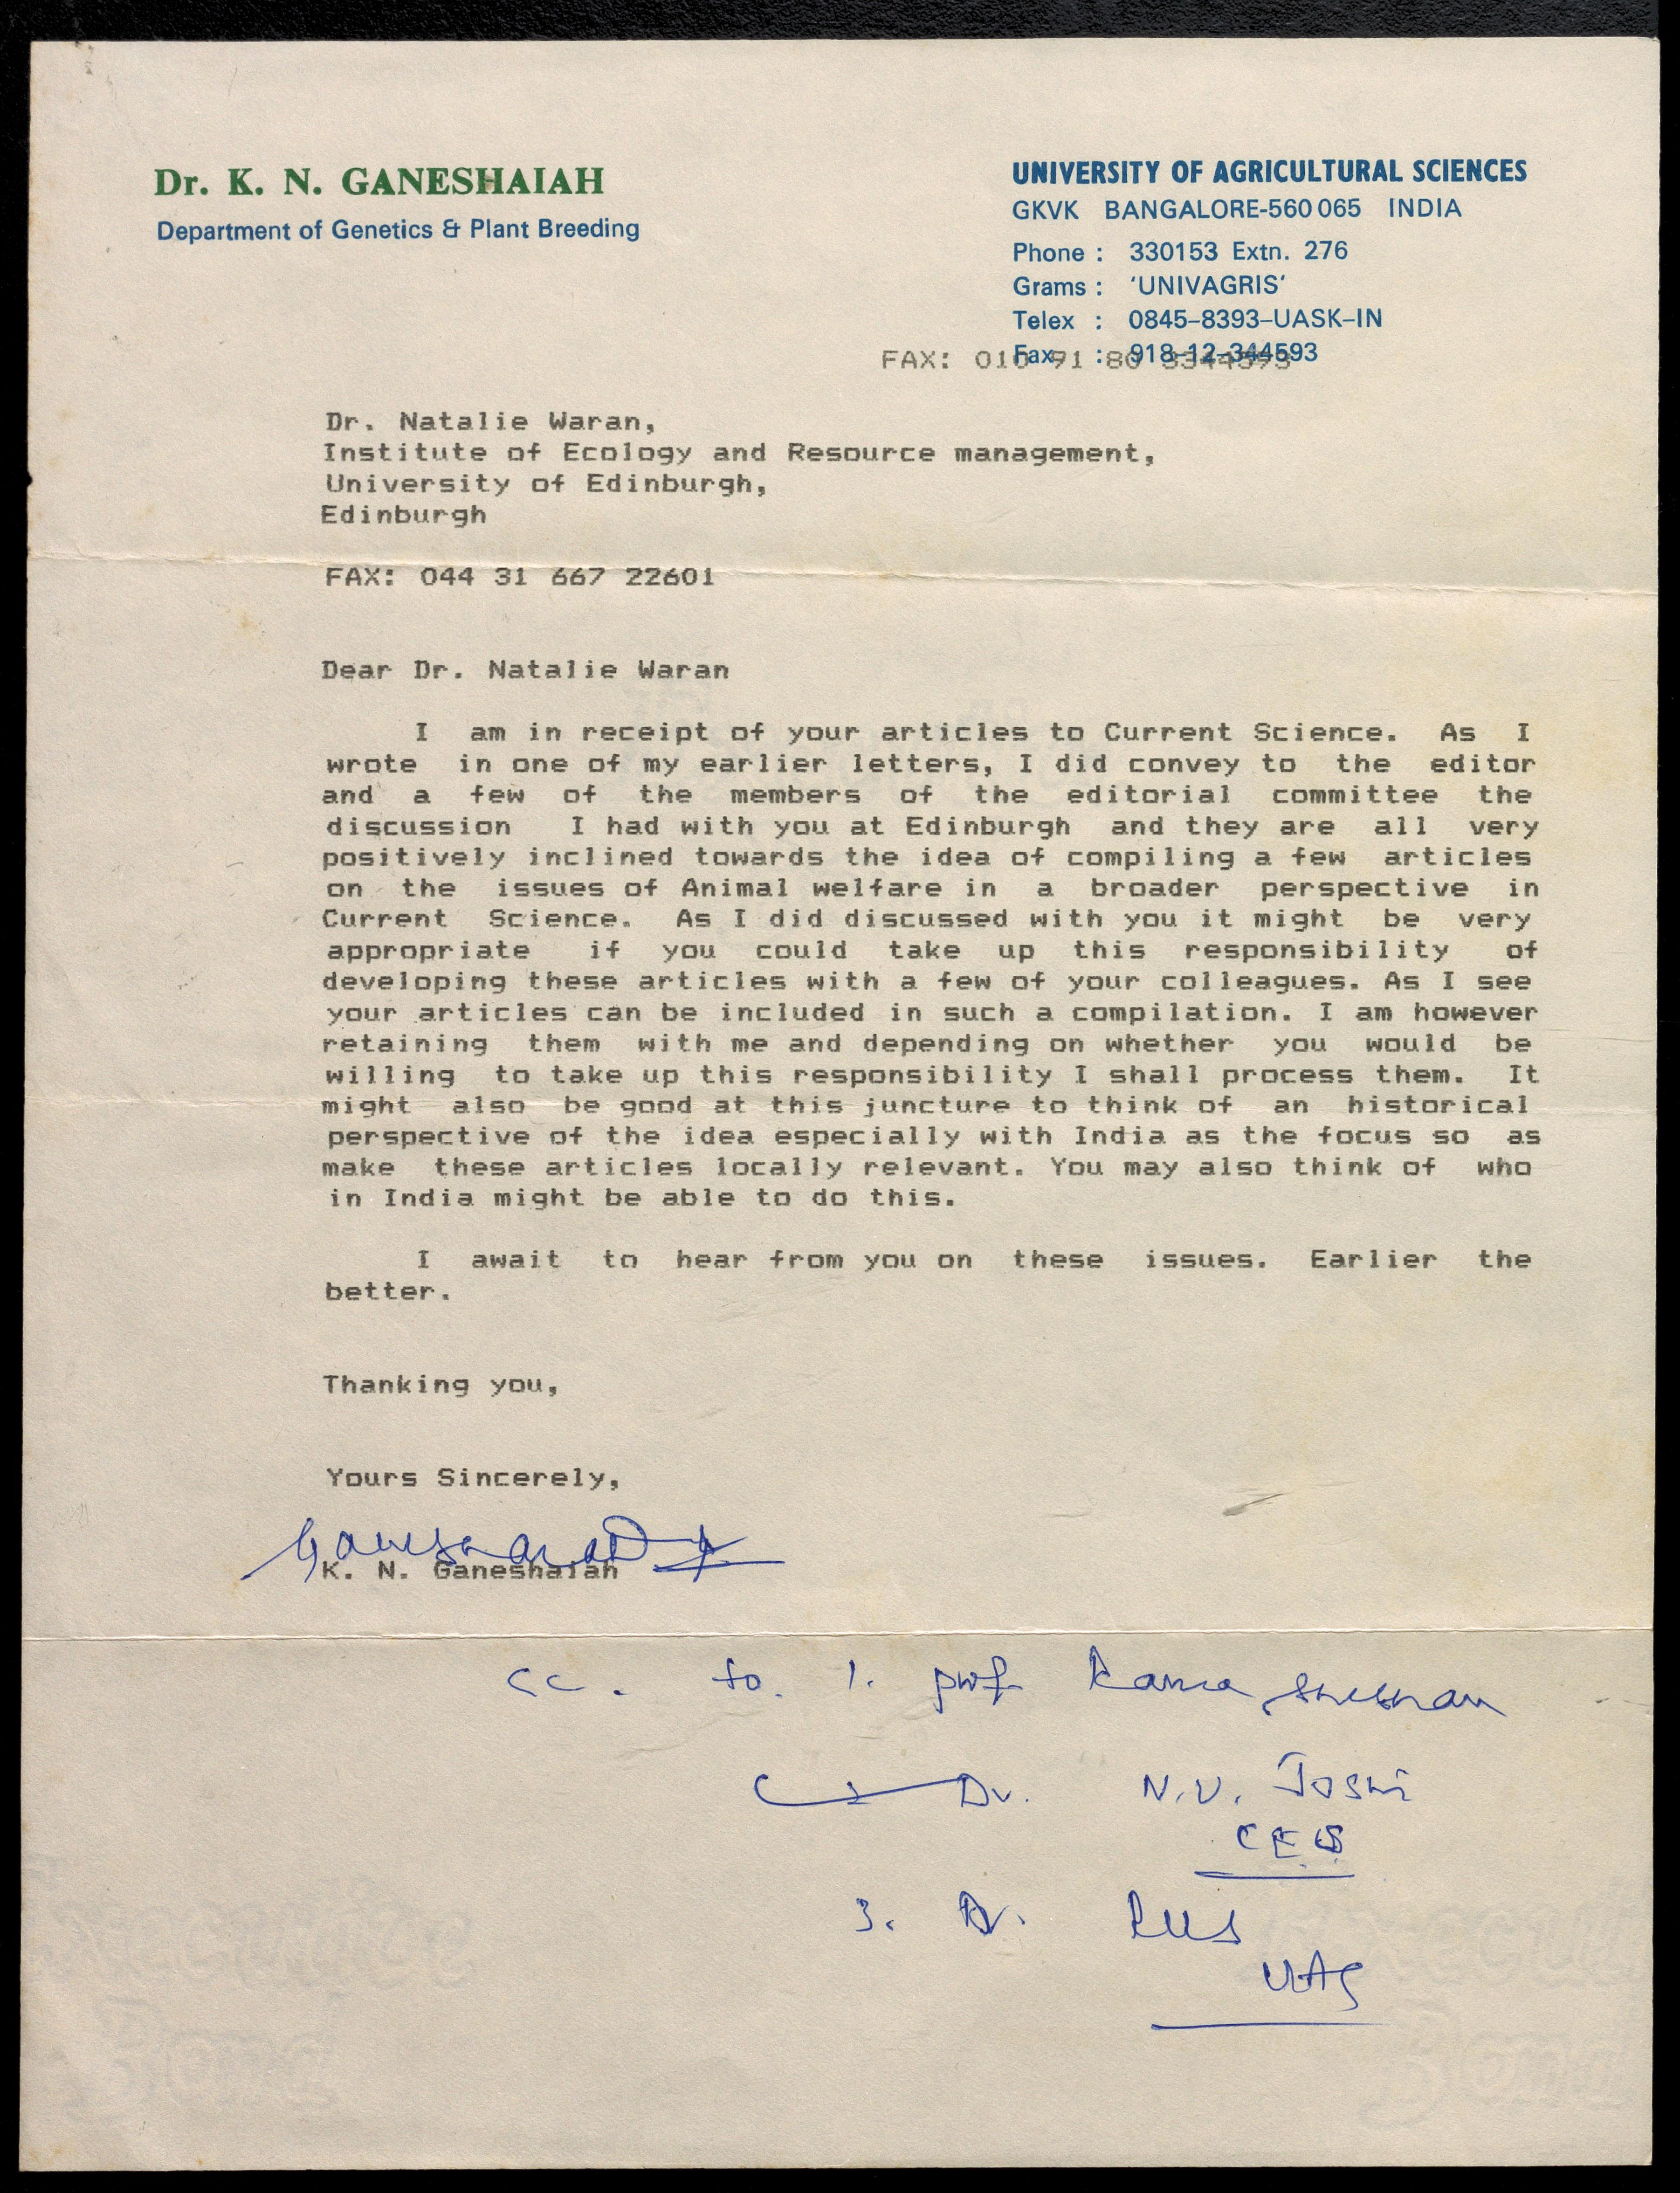 Dr. K. N. GANESHAIAH
Department of Genetics & Plant Breeding
UNIVERSITY OF AGRICULTURAL SCIENCES
GKVK BANGALORE-560 065 INDIA
Phone : 330153 Extn. 276
Grams : 'UNIVAGRIS'
Telex : 0845-8393-UASK-IN
Fax : 918-12-344593
FAX: 010 91 80 3344593
Dr. Natalie Waran,
Institute of Ecology and Resource management,
University of Edinburgh,
Edinburgh
FAX: 044 31 667 22601
Dear Dr. Natalie Waran
I am in receipt of your articles to Current Science. As I
wrote in one of my earlier letters, I did convey to the editor
and a few of the members of the editorial committee the
discussion I had with you at Edinburgh and they are all very
positively inclined towards the idea of compiling a few articles
on the issues of Animal welfare in a broader perspective in
Current Science. As I did discussed with you it might be very
appropriate if you could take up this responsibility of
developing these articles with a few of your colleagues. As I see
your articles can be included in such a compilation. I am however
retaining them with me and depending on whether you would be
willing to take up this responsibility I shall process them. It
might also be good at this juncture to think of an historical
perspective of the idea especially with India as the focus so as
make these articles locally relevant. You may also think of who
in India might be able to do this.
I await to hear from you on these issues. Earlier the
better.
Thanking you,
Yours Sincerely,
K. N. Ganeshaiah
cc. to. 1. prof Rama
Dr. N.V. Joshi
CES
3. Dr.
UAS